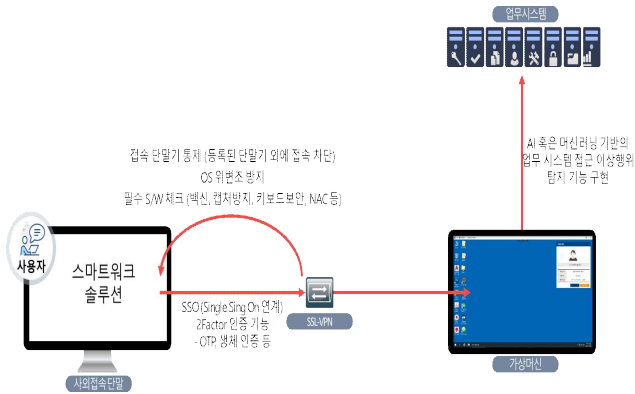 업무시스템
AI 혹은 머신러닝 기반의
업무 시스템 접근 이상행위
탐지 기능 구현
접속 단말기 통제 (등록된 단말기 외에 접속 차단)
OS 위변조 방지
필수 S/W 체크 (백신, 캡처방지, 키보드보안, NAC 등)
사용자
스마트워크
솔루션
SSO (Single Sing On 연계)
2Factor 인증 기능
- OTP, 생체 인증 등
SSL-VPN
사외접속단말
가상머신